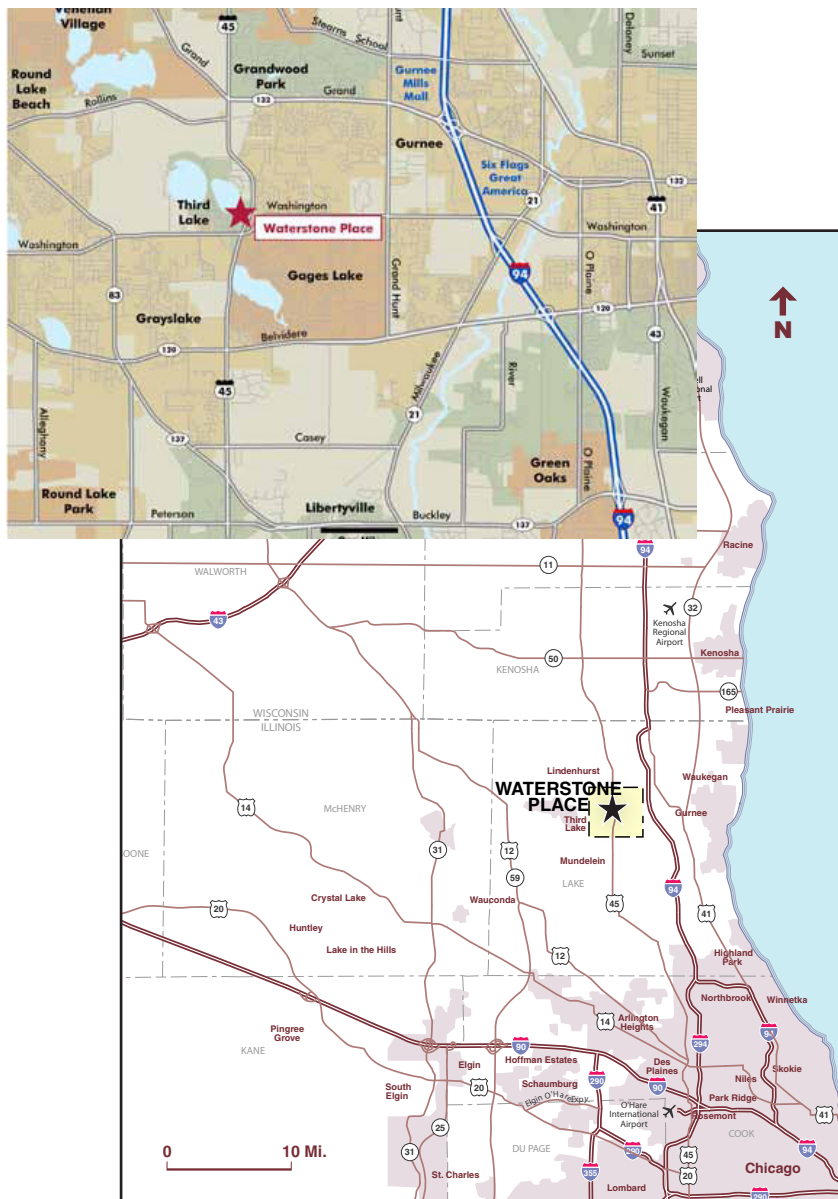 Venetian
Village
45
Stearns School
Hunt
Delaney
Sunset
Round
Lake
Beach
Grand
Rollins
Grandwood
Park
132
Grand
Gurnee
Mills
Mall
Gurnee
Six Flags
Great
America
21
132
41
Third
Lake
Washington
Waterstone Place
Washington
Washington
Gages Lake
Grand Hunt
O Plaine
94
83
Grayslake
Belvidere
120
120
43
45
Milwaukee
River
Waukegan
Alleghany
21
137
Casey
O Plaine
Green
Oaks
Round Lake
Park
Peterson
Libertyville
Buckley
137
94
N
WALWORTH
11
94
Racine
43
32
Kenosha
Regional
Airport
KENOSHA
50
Kenosha
165
Pleasant Prairie
WISCONSIN
ILLINOIS
Lindenhurst
Waukegan
WATERSTONE
PLACE
14
McHENRY
Third
Lake
Gurnee
OONE
31
12
Mundelein
59
LAKE
94
Crystal Lake
Wauconda
45
20
41
Huntley
Lake in the Hills
12
Highland
Park
Northbrook
Winnetka
14
Arlington
Heights
Pingree
Grove
KANE
90
Hoffman Estates
294
94
Elgin
Des
Plaines
Skokie
Schaumburg
290
90
Niles
South
Elgin
20
Elgin O'Hare Expy.
Park Ridge
O'Hare
International
Airport
Rosemont
41
25
COOK
31
DU PAGE
290
45
94
0
10 Mi.
St. Charles
355
20
Chicago
Lombard
290